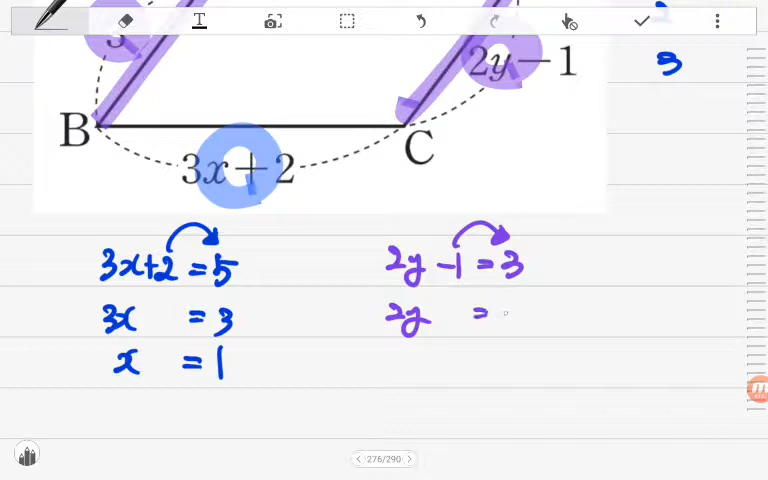 3
2y-1
B
3x+2
C
3x+2 = 5
3x = 3
x = 1
2y-1 = 3
2y =
276/290